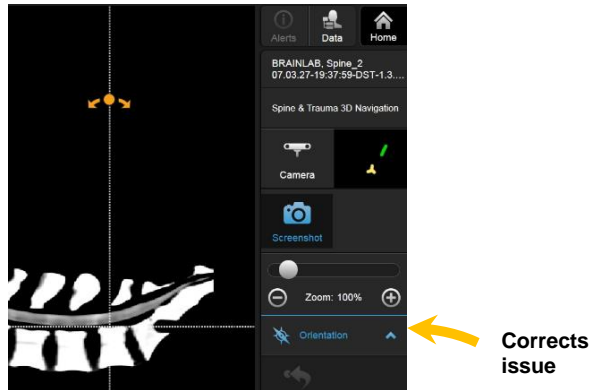 Alerts
Data
Home
BRAINLAB, Spine_2
07.03.27-19:37:59-DST-1.3....
Spine & Trauma 3D Navigation
Camera
Screenshot
Zoom: 100%
Orientation
Corrects
issue